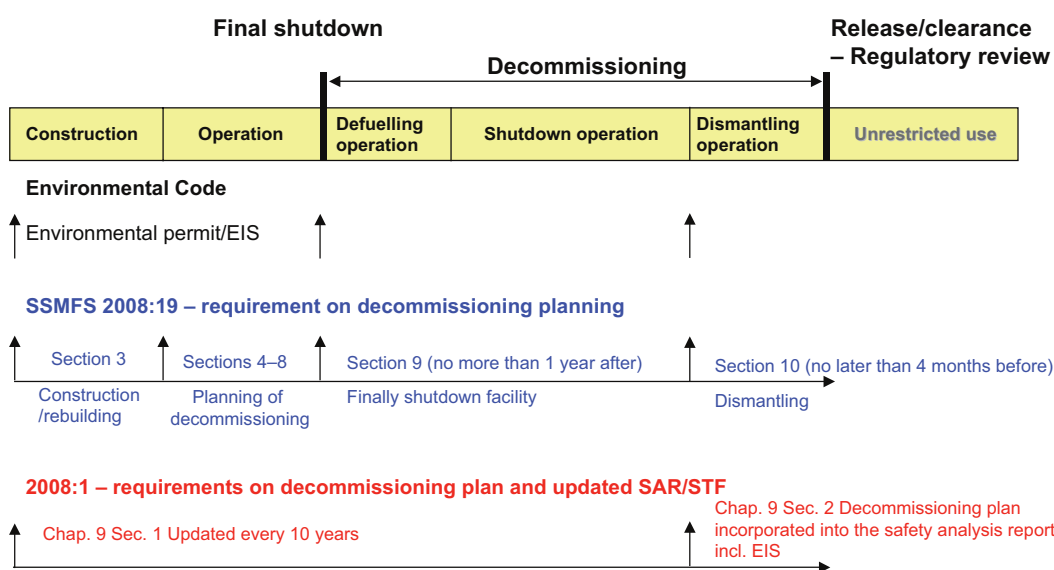 Final shutdown
Release/clearance
– Regulatory review
Decommissioning
Construction
Operation
Defuelling
operation
Shutdown operation
Dismantling
operation
Unrestricted use
Environmental Code
Environmental permit/EIS
SSMFS 2008:19 – requirement on decommissioning planning
Section 3
Sections 4–8
Section 9 (no more than 1 year after)
Section 10 (no later than 4 months before)
Construction
/rebuilding
Planning of
decommissioning
Finally shutdown facility
Dismantling
2008:1 – requirements on decommissioning plan and updated SAR/STF
Chap. 9 Sec. 1 Updated every 10 years
Chap. 9 Sec. 2 Decommissioning plan
incorporated into the safety analysis report
incl. EIS